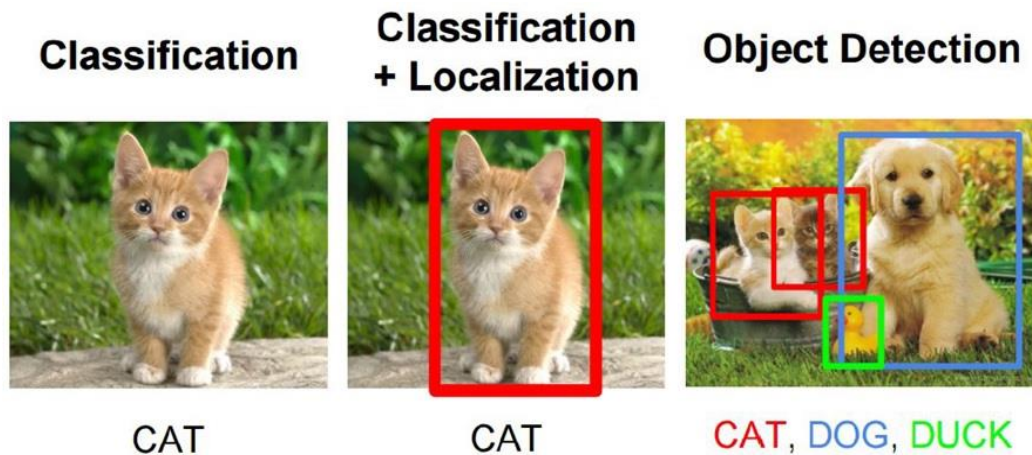 Classification
Classification
+ Localization
Object Detection
CAT
CAT
CAT, DOG, DUCK